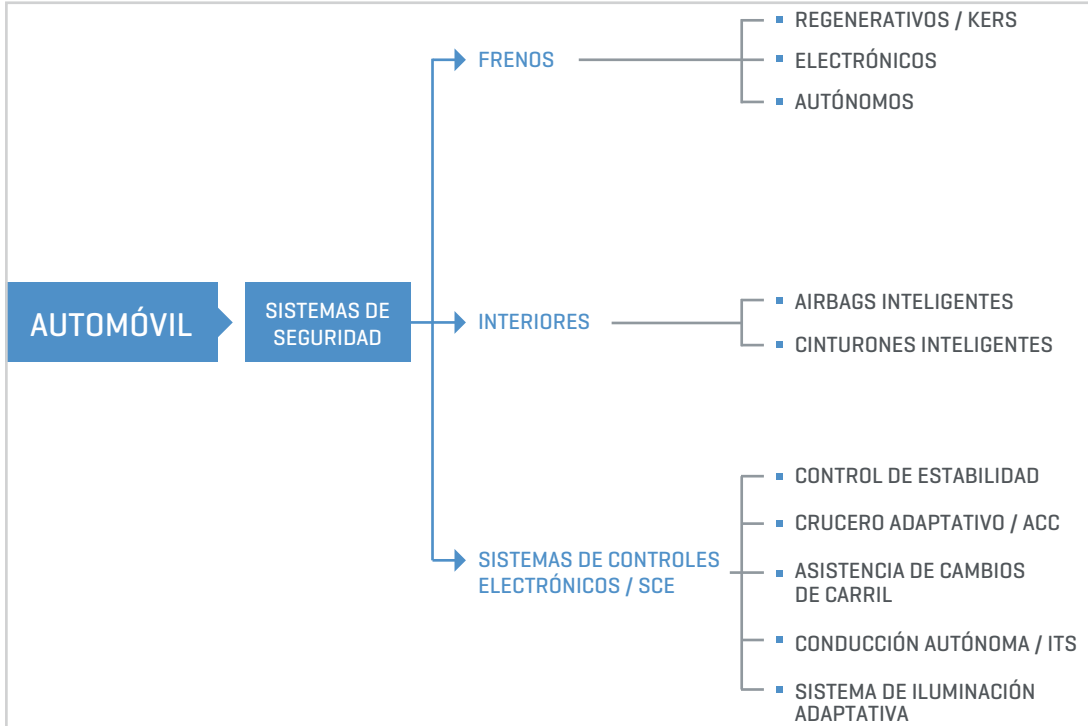 AUTOMÓVIL
SISTEMAS DE
SEGURIDAD
FRENOS
REGENERATIVOS / KERS
ELECTRÓNICOS
AUTÓNOMOS
INTERIORES
AIRBAGS INTELIGENTES
CINTURONES INTELIGENTES
SISTEMAS DE CONTROLES
ELECTRÓNICOS / SCE
CONTROL DE ESTABILIDAD
CRUCERO ADAPTATIVO / ACC
ASISTENCIA DE CAMBIOS
DE CARRIL
CONDUCCIÓN AUTÓNOMA / ITS
SISTEMA DE ILUMINACIÓN
ADAPTATIVA